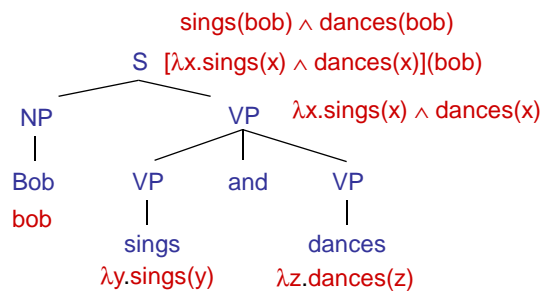 sings(bob) ∧ dances(bob)
S [λx.sings(x) ∧ dances(x)](bob)
NP VP λx.sings(x) ∧ dances(x)
Bob VP and VP
bob
sings dances
λy.sings(y) λz.dances(z)